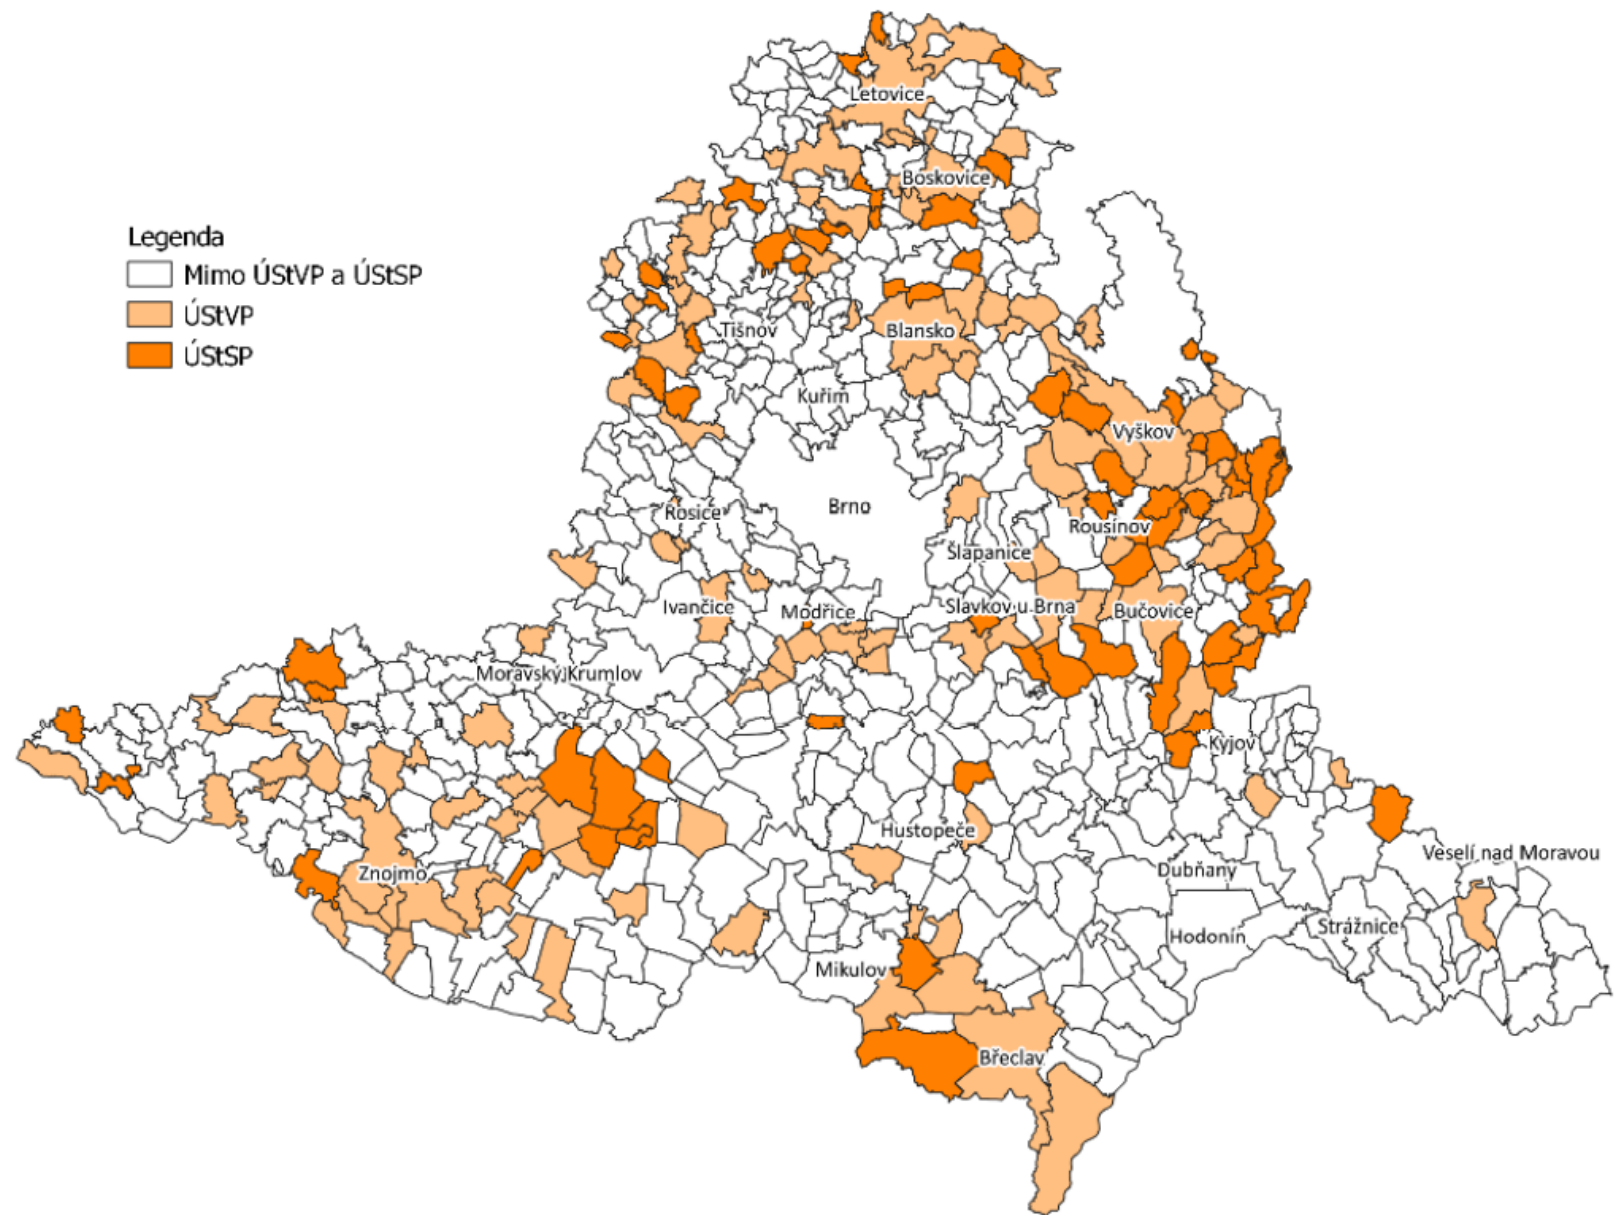 Letovice
Boskovice
Legenda
Mimo ÚStVP a ÚStSP
ÚStVP
ÚStSP
Tišnov
Blansko
Kuřim
Vyškov
Rosice
Brno
Rousínov
Šlapanice
Ivančice
Modřice
Slavkov u Brna
Bučovice
Moravský Krumlov
Kyjov
Hustopeče
Veselí nad Moravou
Znojmo
Dubňany
Strážnice
Hodonín
Mikulov
Břeclav